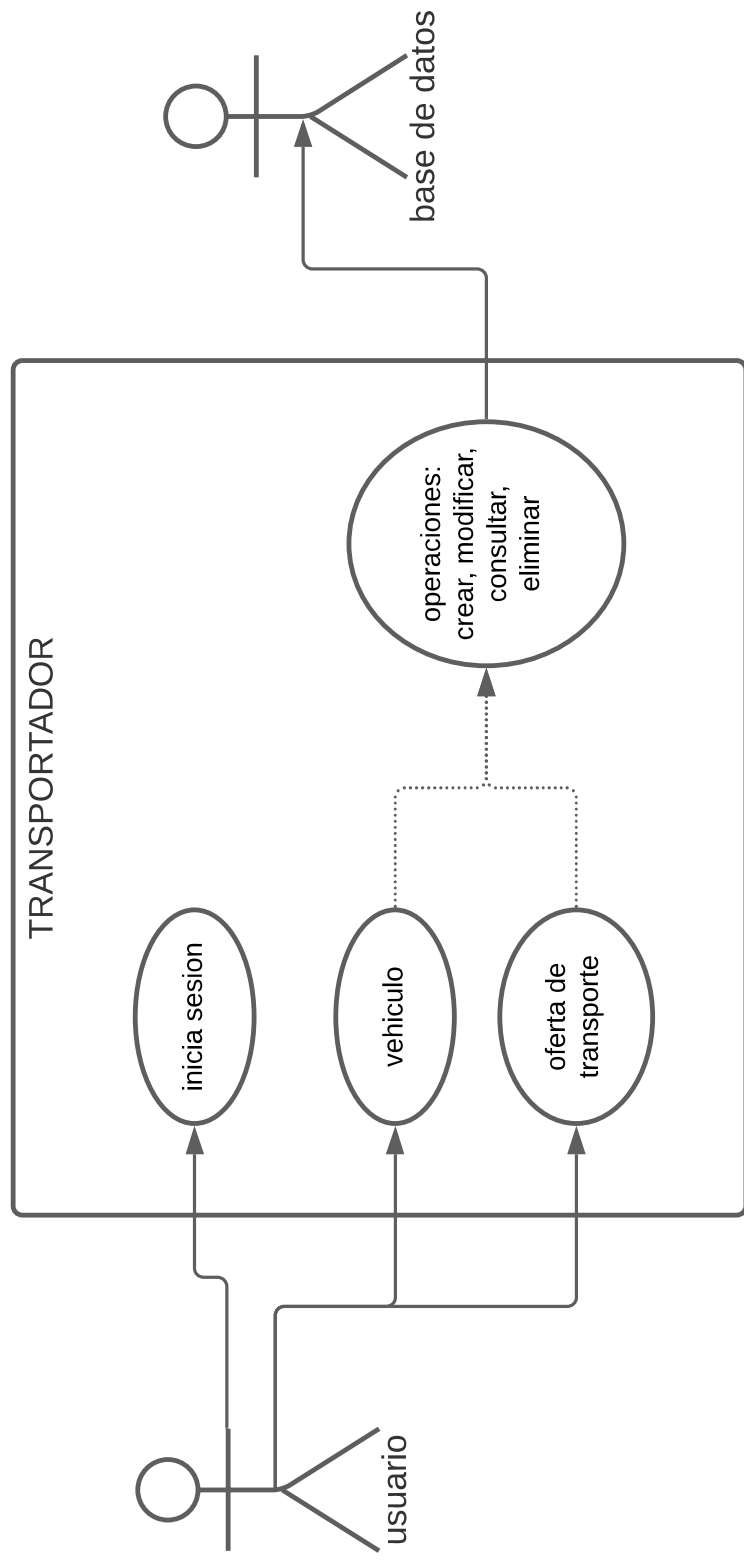 TRANSPORTADOR
inicia sesion
vehiculo
oferta de
transporte
operaciones:
crear, modificar,
consultar,
eliminar
usuario
base de datos